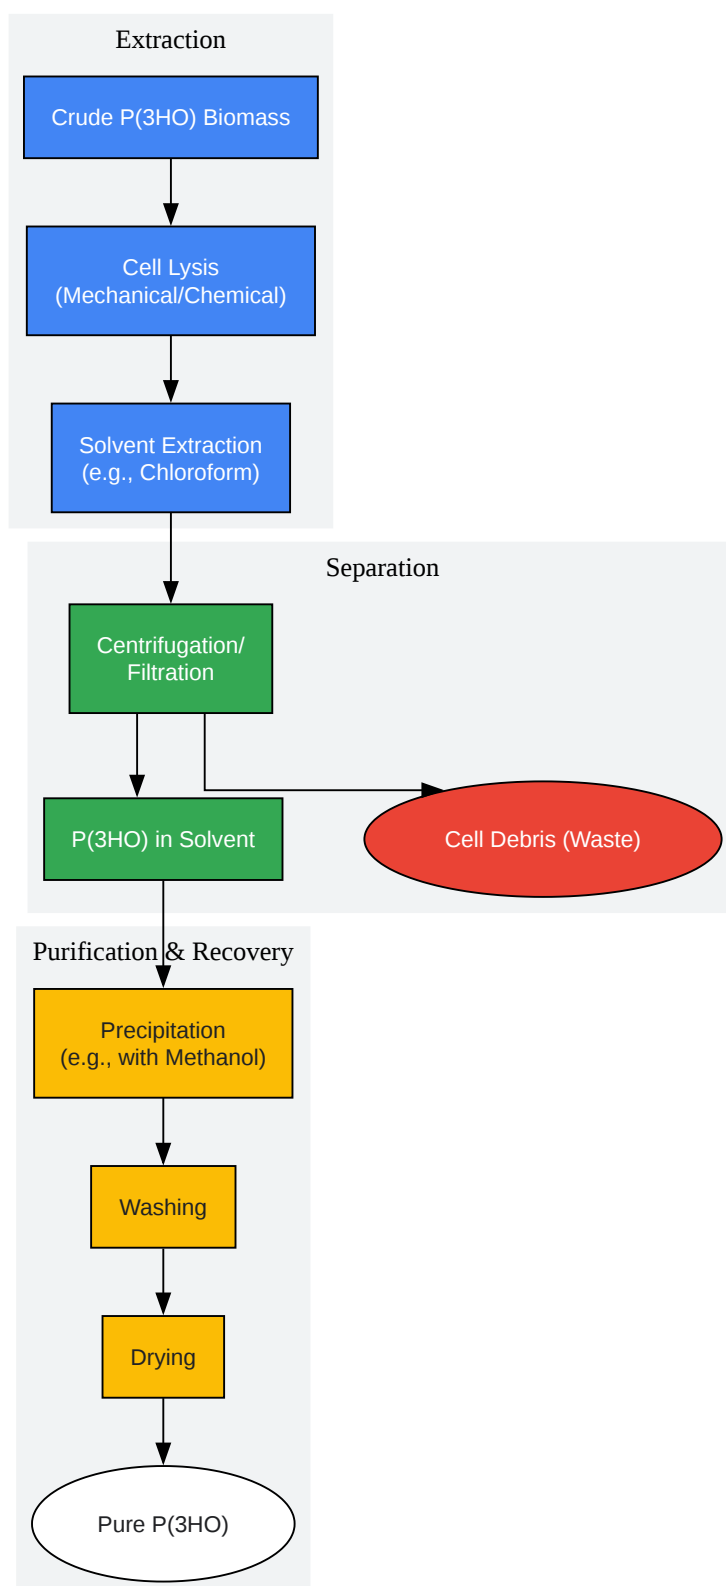 Extraction
Crude P(3HO) Biomass
Cell Lysis
(Mechanical/Chemical)
Solvent Extraction
(e.g., Chloroform)
Separation
Centrifugation/
Filtration
P(3HO) in Solvent
Cell Debris (Waste)
Purification & Recovery
Precipitation
(e.g., with Methanol)
Washing
Drying
Pure P(3HO)